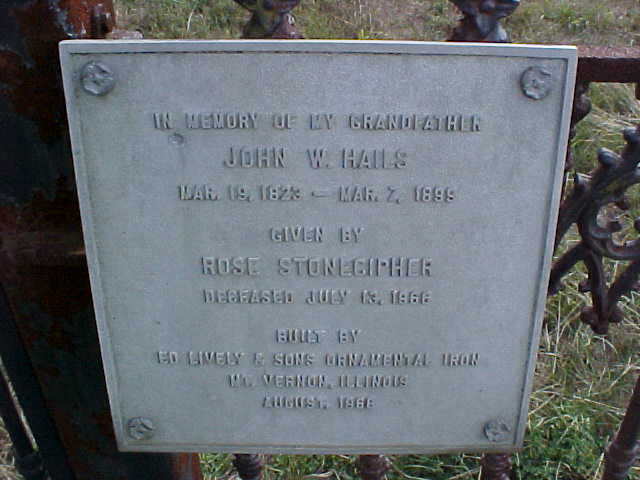 IN MEMORY OF MY GRANDFATHER
JOHN W. HAILS
MAR. 19, 1823 — MAR. 7, 1899
GIVEN BY
ROSE STONECIPHER
DECEASED JULY 13, 1966
BUILT BY
ED LIVELY & SONS ORNAMENTAL IRON
MT. VERNON, ILLINOIS
AUGUST, 1966